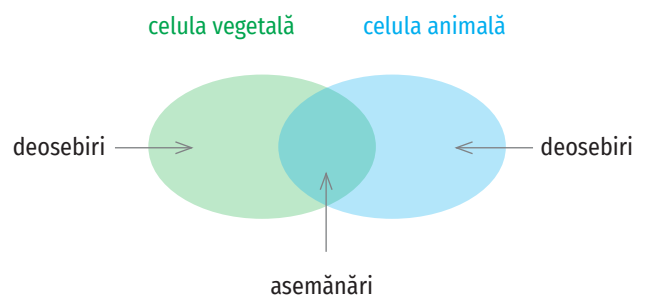 celula vegetală
celula animală
deosebiri
deosebiri
asemănări